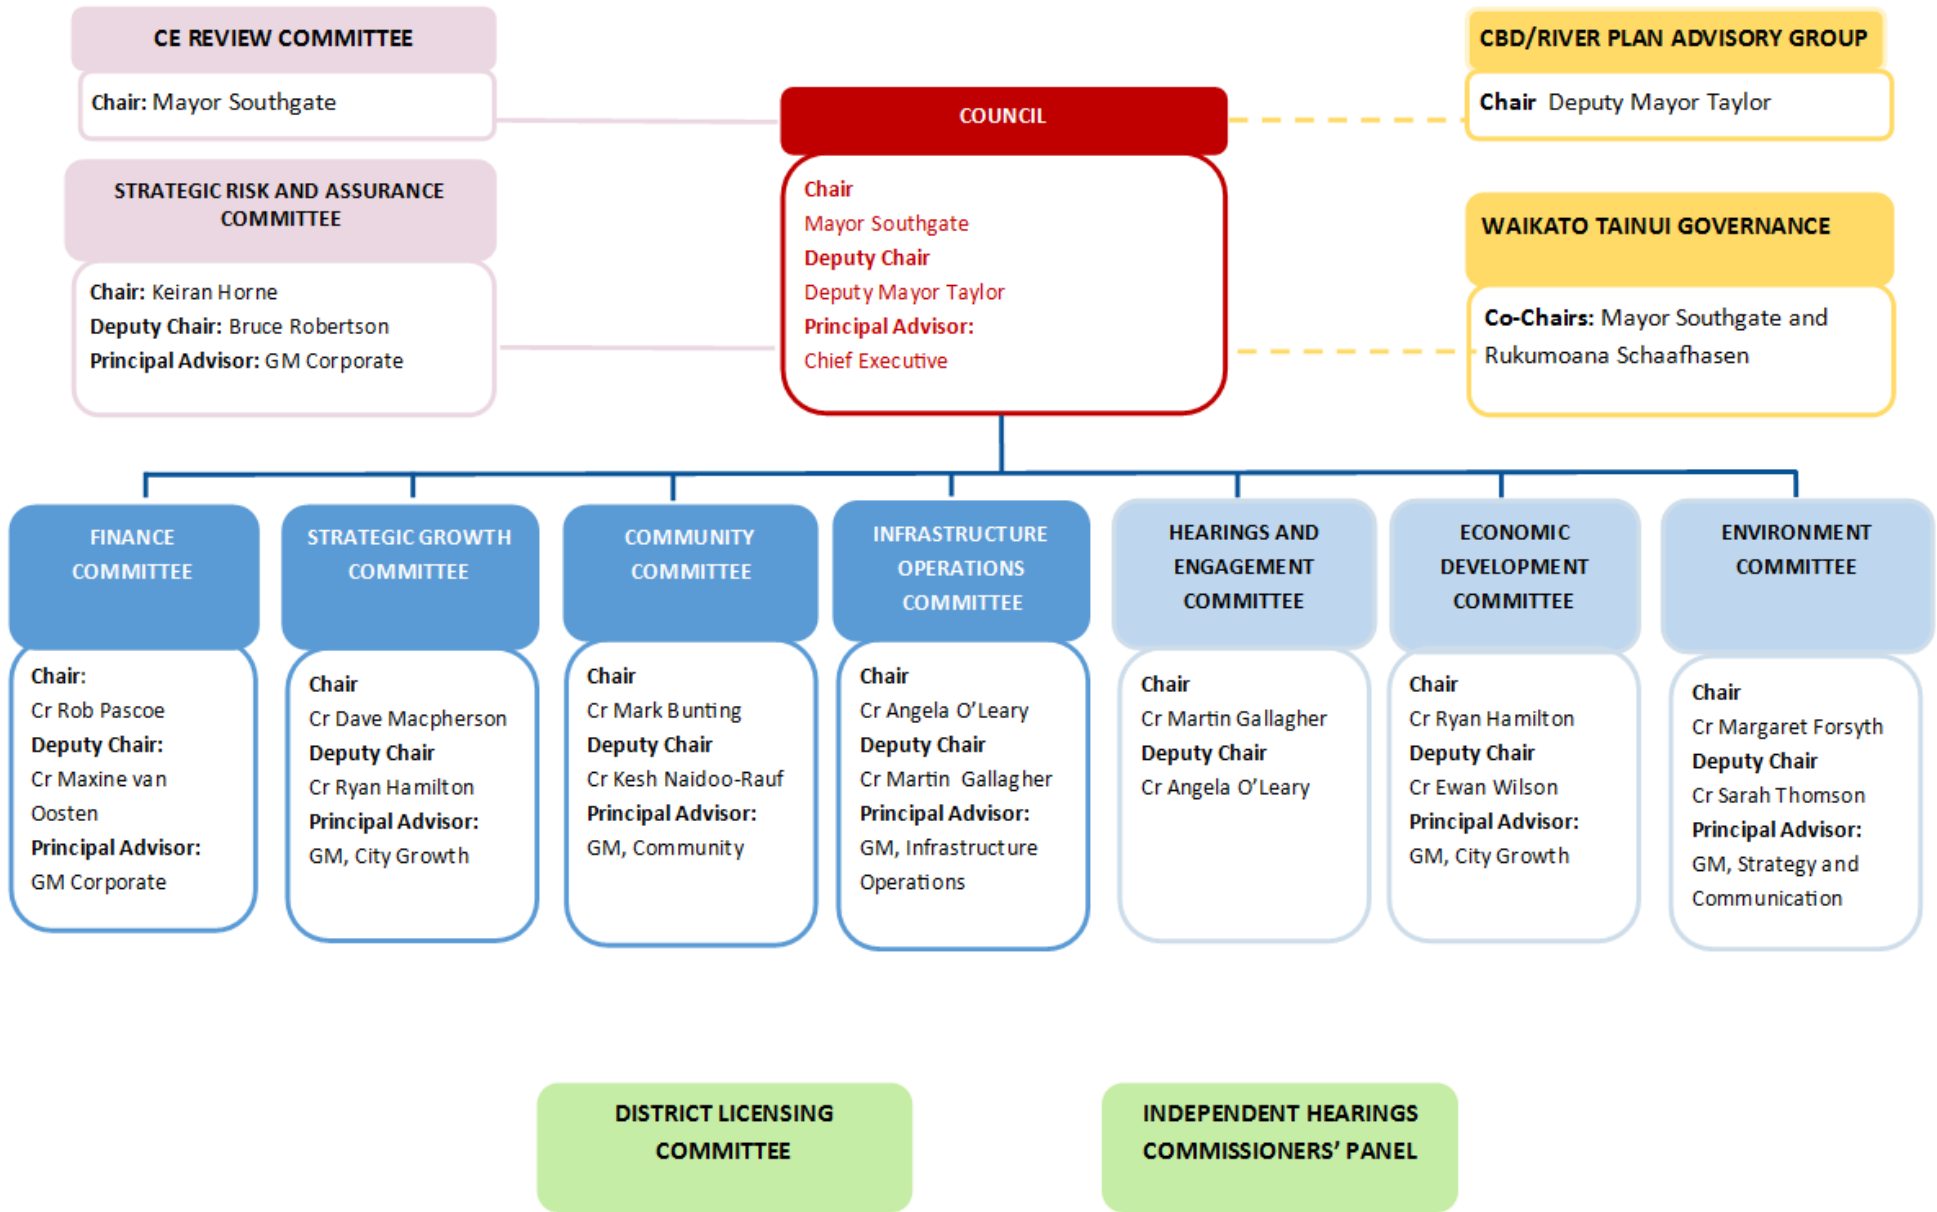 CE REVIEW COMMITTEE
Chair: Mayor Southgate
STRATEGIC RISK AND ASSURANCE
COMMITTEE
Chair: Keiran Horne
Deputy Chair: Bruce Robertson
Principal Advisor: GM Corporate
COUNCIL
Chair
Mayor Southgate
Deputy Chair
Deputy Mayor Taylor
Principal Advisor:
Chief Executive
CBD/RIVER PLAN ADVISORY GROUP
Chair Deputy Mayor Taylor
WAIKATO TAINUI GOVERNANCE
Co-Chairs: Mayor Southgate and
Rukumoana Schaafhasen
FINANCE
COMMITTEE
Chair:
Cr Rob Pascoe
Deputy Chair:
Cr Maxine van
Oosten
Principal Advisor:
GM Corporate
STRATEGIC GROWTH
COMMITTEE
Chair
Cr Dave Macpherson
Deputy Chair
Cr Ryan Hamilton
Principal Advisor:
GM, City Growth
COMMUNITY
COMMITTEE
Chair
Cr Mark Bunting
Deputy Chair
Cr Kesh Naidoo-Rauf
Principal Advisor:
GM, Community
INFRASTRUCTURE
OPERATIONS
COMMITTEE
Chair
Cr Angela O’Leary
Deputy Chair
Cr Martin Gallagher
Principal Advisor:
GM, Infrastructure
Operations
HEARINGS AND
ENGAGEMENT
COMMITTEE
Chair
Cr Martin Gallagher
Deputy Chair
Cr Angela O’Leary
ECONOMIC
DEVELOPMENT
COMMITTEE
Chair
Cr Ryan Hamilton
Deputy Chair
Cr Ewan Wilson
Principal Advisor:
GM, City Growth
ENVIRONMENT
COMMITTEE
Chair
Cr Margaret Forsyth
Deputy Chair
Cr Sarah Thomson
Principal Advisor:
GM, Strategy and
Communication
DISTRICT LICENSING
COMMITTEE
INDEPENDENT HEARINGS
COMMISSIONERS’ PANEL